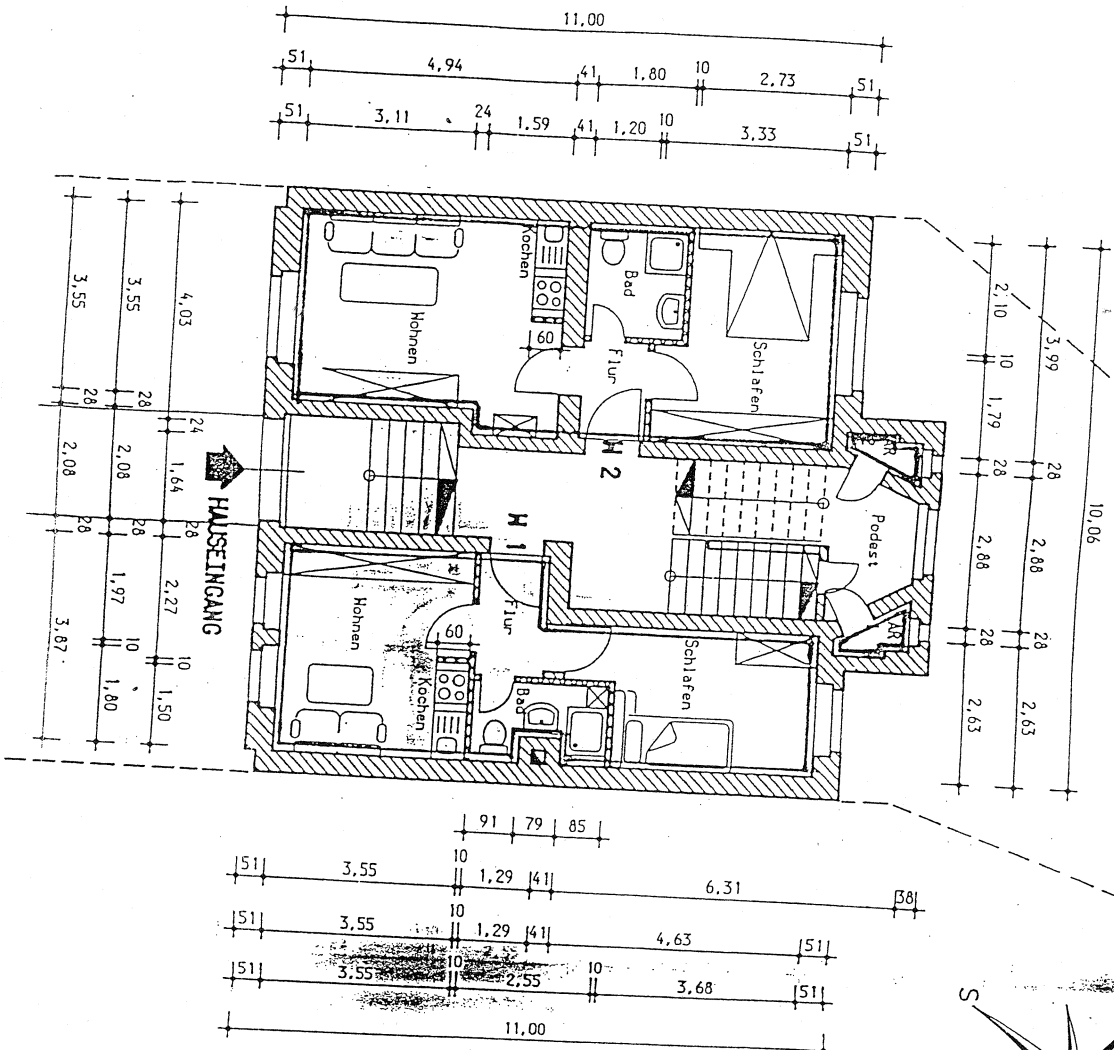 11,00
51 4,94 41 1,80 10 2,73 51
51 3,11 24 1,59 41 1,20 10 3,33 51
3,55 28 2,08 28 3,87
3,55 28 2,08 28 1,97 10 1,80
4,03 24 1,64 28 2,27 10 1,50
2,10 10 1,79 28 2,88 28 2,63
3,99 28 2,88 28 2,63
10,06
Kochen
Wohnen
60
Bad
Flur
Schlafen
W 2
AR
Podest
AR
HAUSEINGANG
W 1
Wohnen
Flur
60
Kochen
Bad
Schlafen
91 79 85
51 3,55 10 1,29 41 6,31 38
51 3,55 10 1,29 41 4,63 51
51 3,55 10 2,55 10 3,68 51
11,00
S